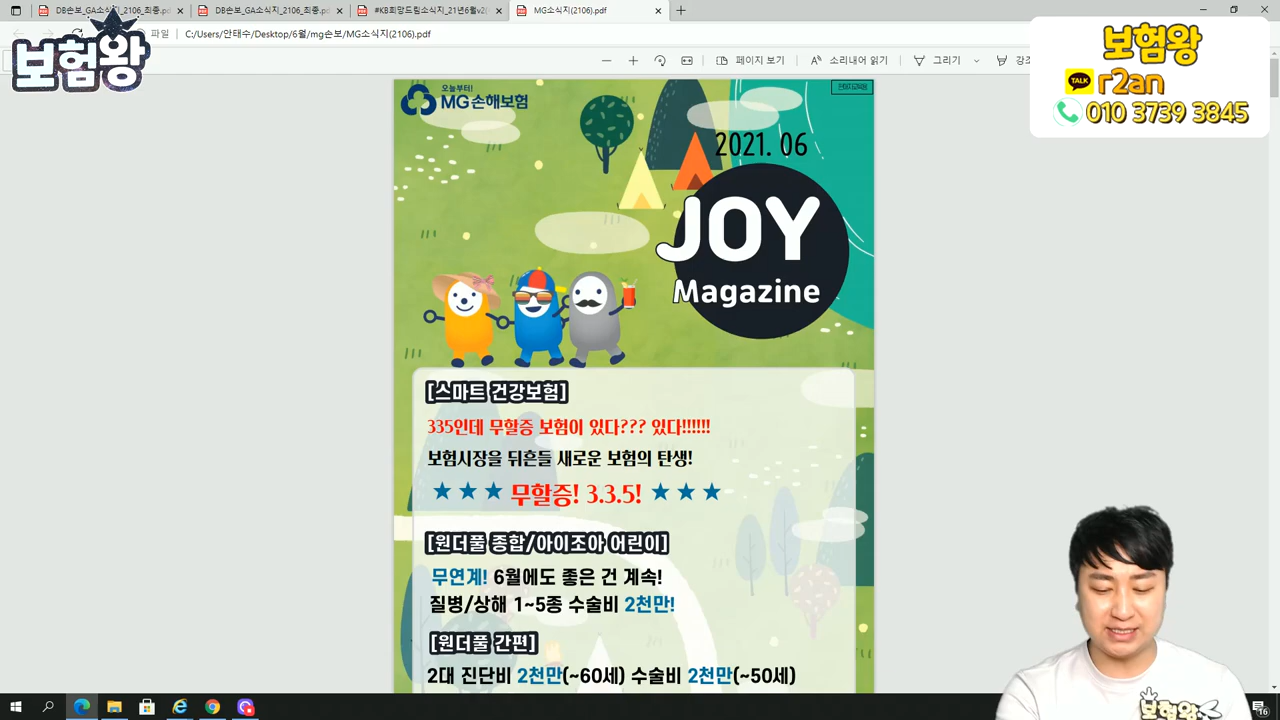 DB손보_GA소식지_2106_최종.pd
DB손보_GA소식지_2106_최종.pd
#KB희망드림소식지_21년6월v2(
MG소식지(2106).pdf
파일
C:/Users/안태수/Desktop/6월/mg손보/MG소식지(2106).pdf
보험왕
페이지 보기
소리내어 읽기
그리기
강조
보험왕
TALK
r2an
010 3739 3845
오늘부터!
MG손해보험
2021. 06
JOY
Magazine
[스마트 건강보험]
335인데 무할증 보험이 있다??? 있다!!!!!!
보험시장을 뒤흔들 새로운 보험의 탄생!
★ ★ ★ 무할증! 3.3.5! ★ ★ ★
[원더풀 종합/아이조아 어린이]
무연계! 6월에도 좋은 건 계속!
질병/상해 1~5종 수술비 2천만!
[원더풀 간편]
2대 진단비 2천만(~60세) 수술비 2천만(~50세)
보험왕
16